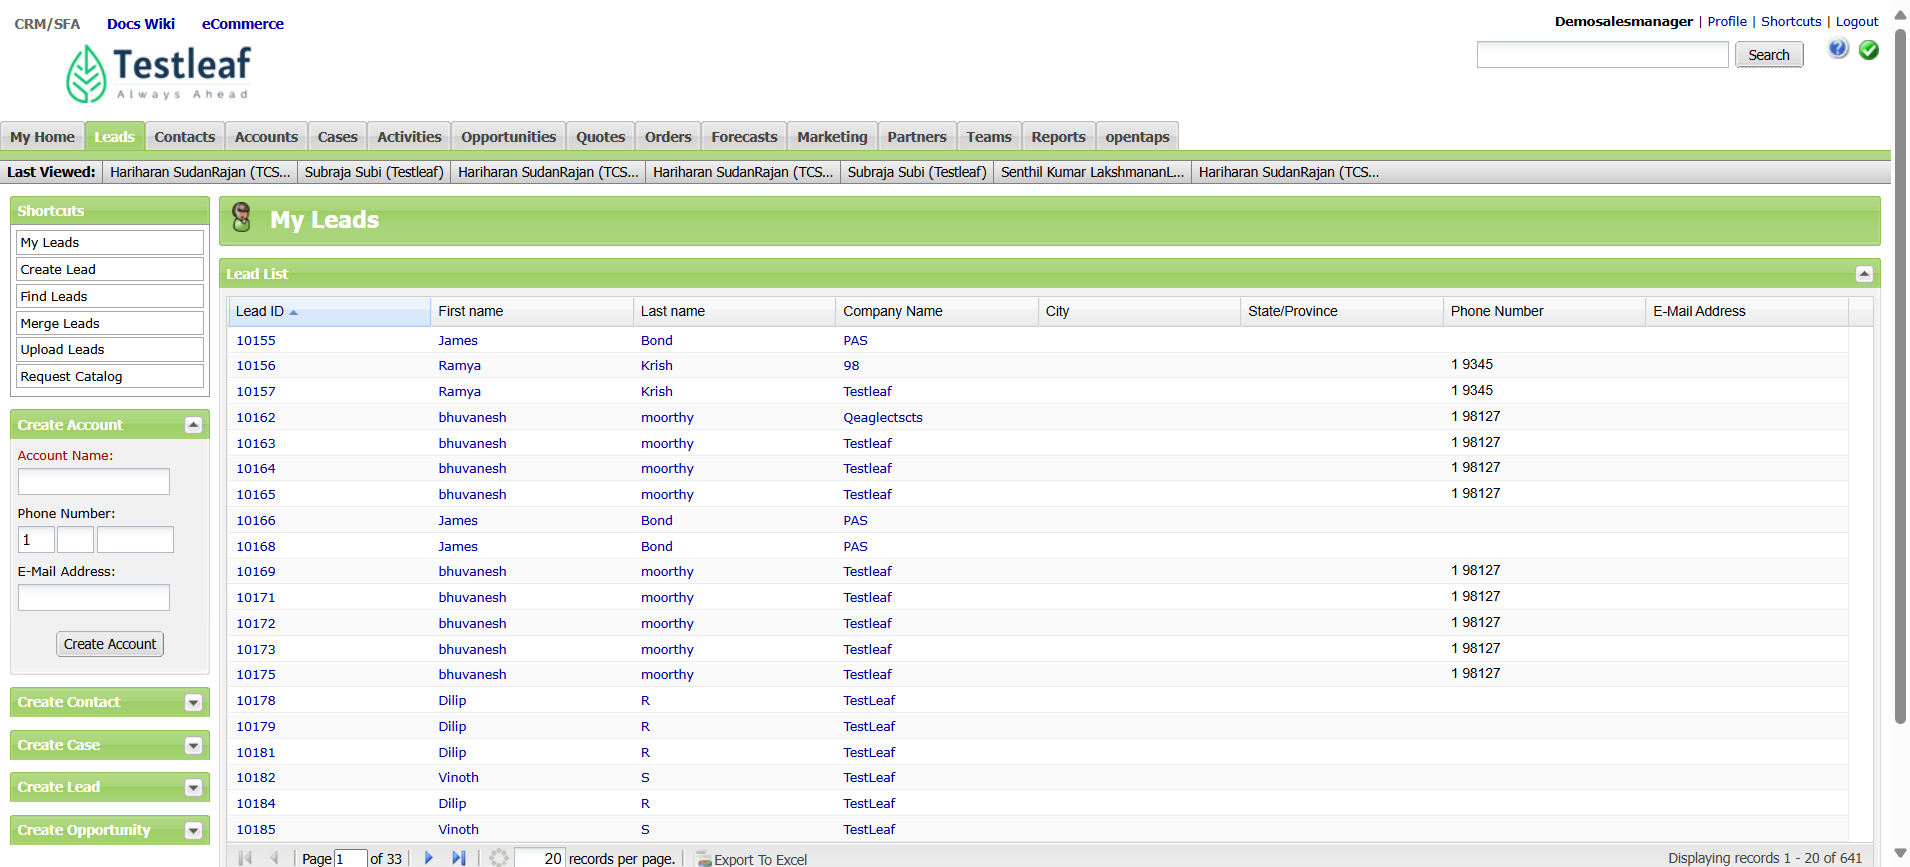 CRM/SFA Docs Wiki eCommerce
Demosalesmanager | Profile | Shortcuts | Logout
Testleaf
Always Ahead
Search
My Home Leads Contacts Accounts Cases Activities Opportunities Quotes Orders Forecasts Marketing Partners Teams Reports opentaps
Last Viewed: Hariharan SudanRajan (TCS... Subraja Subi (Testleaf) Hariharan SudanRajan (TCS... Hariharan SudanRajan (TCS... Subraja Subi (Testleaf) Senthil Kumar LakshmananL... Hariharan SudanRajan (TCS...
Shortcuts
My Leads
Create Lead
Find Leads
Merge Leads
Upload Leads
Request Catalog
Create Account
Account Name:
Phone Number:
1
E-Mail Address:
Create Account
Create Contact
Create Case
Create Lead
Create Opportunity
My Leads
Lead List
Lead ID First name Last name Company Name City State/Province Phone Number E-Mail Address
10155 James Bond PAS
10156 Ramya Krish 98 1 9345
10157 Ramya Krish Testleaf 1 9345
10162 bhuvanesh moorthy Qeaglectscts 1 98127
10163 bhuvanesh moorthy Testleaf 1 98127
10164 bhuvanesh moorthy Testleaf 1 98127
10165 bhuvanesh moorthy Testleaf 1 98127
10166 James Bond PAS
10168 James Bond PAS
10169 bhuvanesh moorthy Testleaf 1 98127
10171 bhuvanesh moorthy Testleaf 1 98127
10172 bhuvanesh moorthy Testleaf 1 98127
10173 bhuvanesh moorthy Testleaf 1 98127
10175 bhuvanesh moorthy Testleaf 1 98127
10178 Dilip R TestLeaf
10179 Dilip R TestLeaf
10181 Dilip R TestLeaf
10182 Vinoth S TestLeaf
10184 Dilip R TestLeaf
10185 Vinoth S TestLeaf
Page 1 of 33 20 records per page. Export To Excel Displaying records 1 - 20 of 641